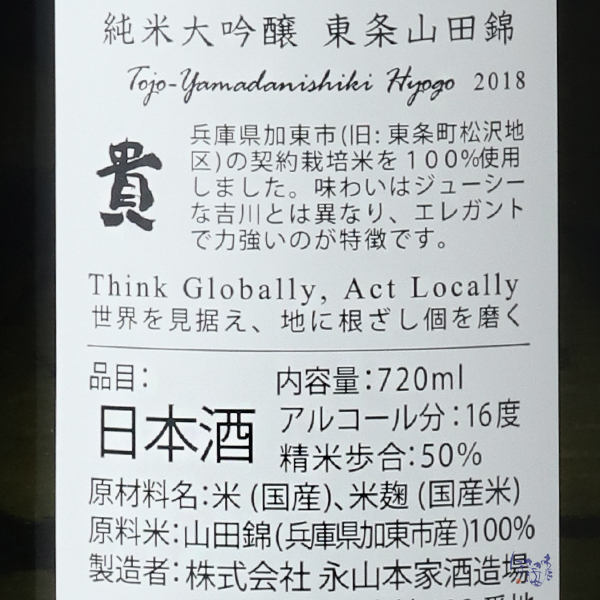 純米大吟醸 東条山田錦
Tojo-Yamadanishiki Hyogo 2018
貴
兵庫県加東市(旧: 東条町松沢地
区)の契約栽培米を100%使用
しました。味わいはジューシー
な吉川とは異なり、エレガント
で力強いのが特徴です。
Think Globally, Act Locally
世界を見据え、地に根ざし個を磨く
品目:
日本酒
内容量:720ml
アルコール分:16度
精米歩合:50%
原材料名:米 (国産)、米麹 (国産米)
原料米:山田錦(兵庫県加東市産)100%
製造者:株式会社 永山本家酒造場